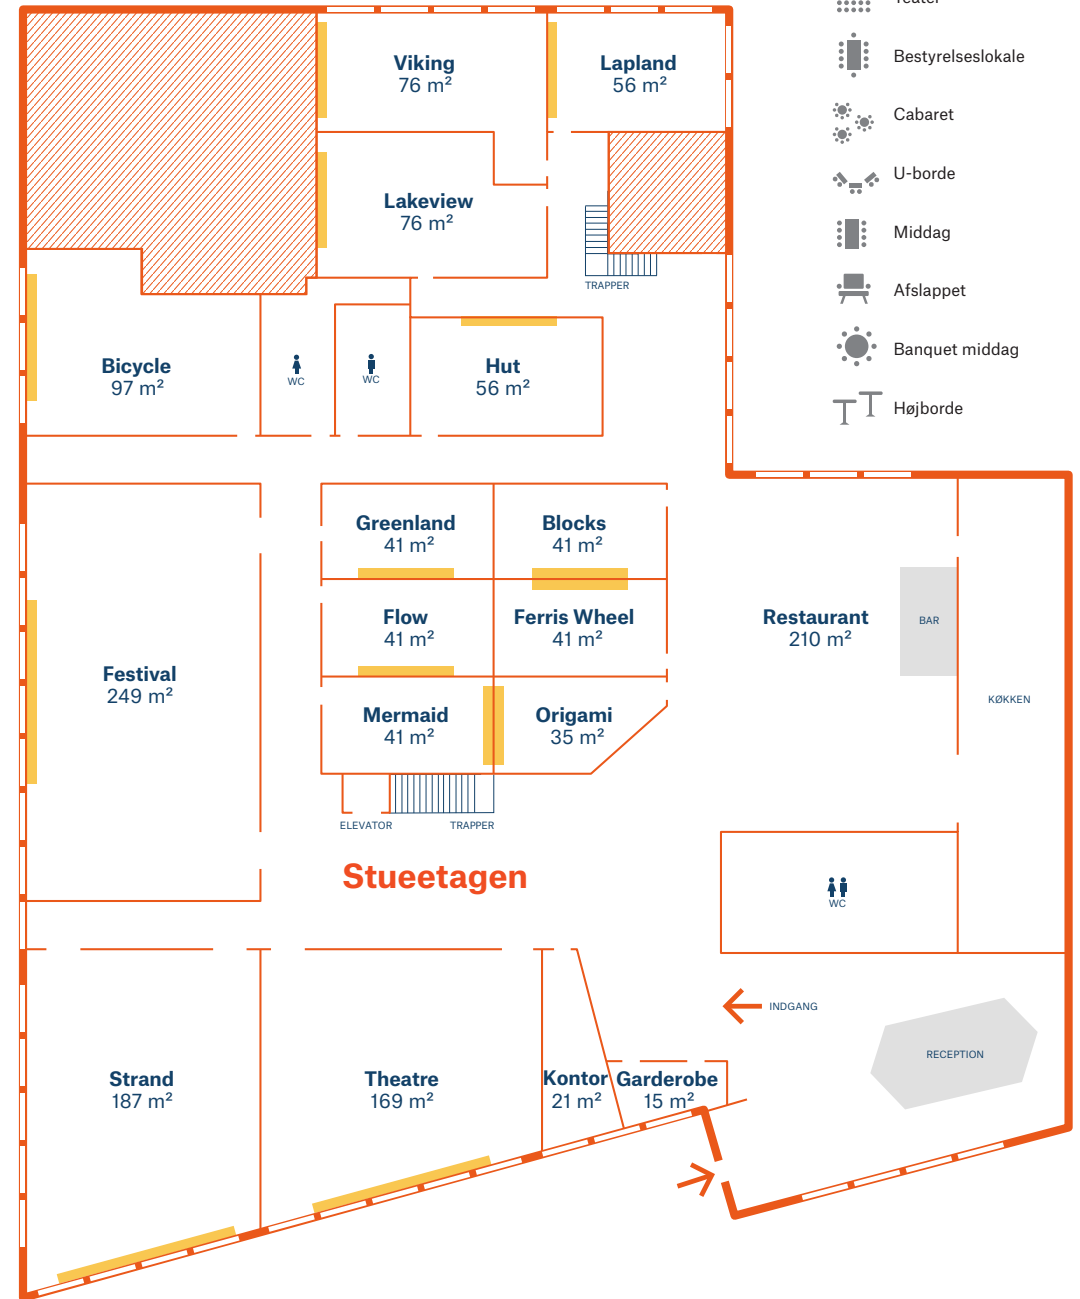 Teater
Viking
76 m²
Lapland
56 m²
Bestyrelseslokale
Cabaret
U-borde
Lakeview
76 m²
Middag
TRAPPER
Afslappet
Bicycle
97 m²
WC
WC
Hut
56 m²
Banquet middag
Højborde
Greenland
41 m²
Blocks
41 m²
Flow
41 m²
Ferris Wheel
41 m²
Restaurant
210 m²
BAR
Festival
249 m²
KØKKEN
Mermaid
41 m²
Origami
35 m²
ELEVATOR
TRAPPER
Stueetagen
WC
INDGANG
RECEPTION
Strand
187 m²
Theatre
169 m²
Kontor
21 m²
Garderobe
15 m²